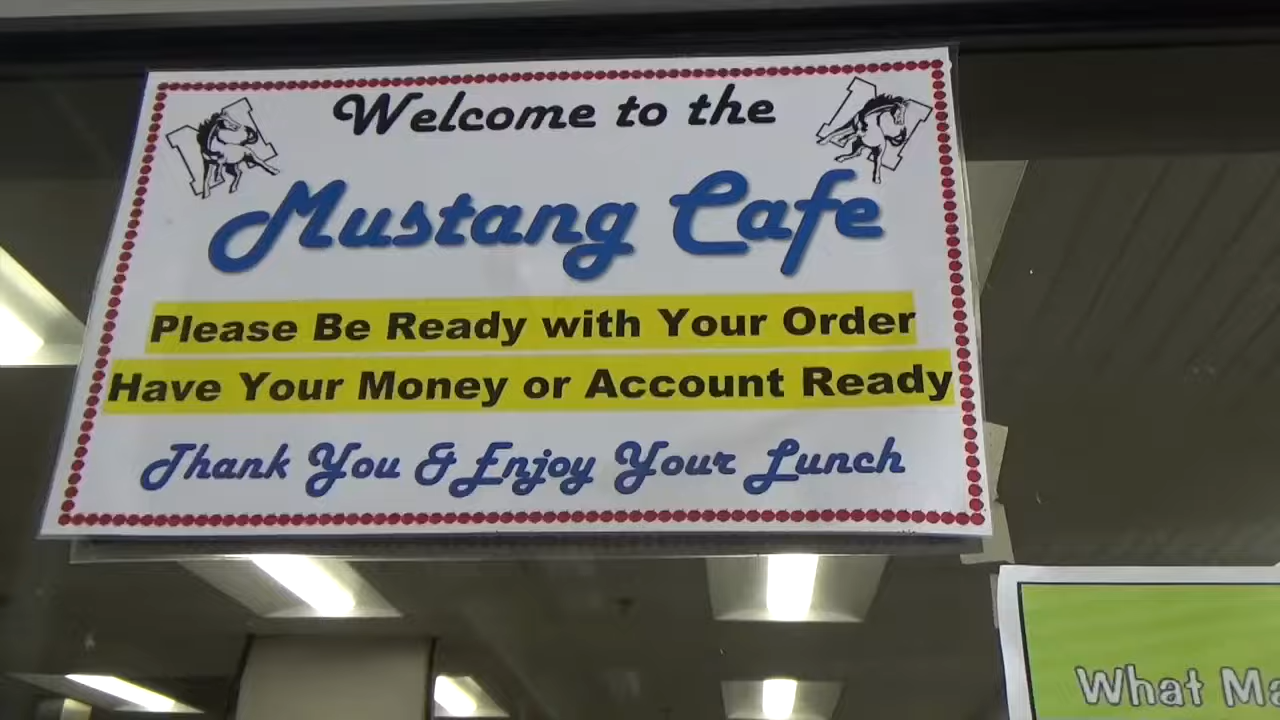 Welcome to the
Mustang Cafe
Please Be Ready with Your Order
Have Your Money or Account Ready
Thank You & Enjoy Your Lunch
What